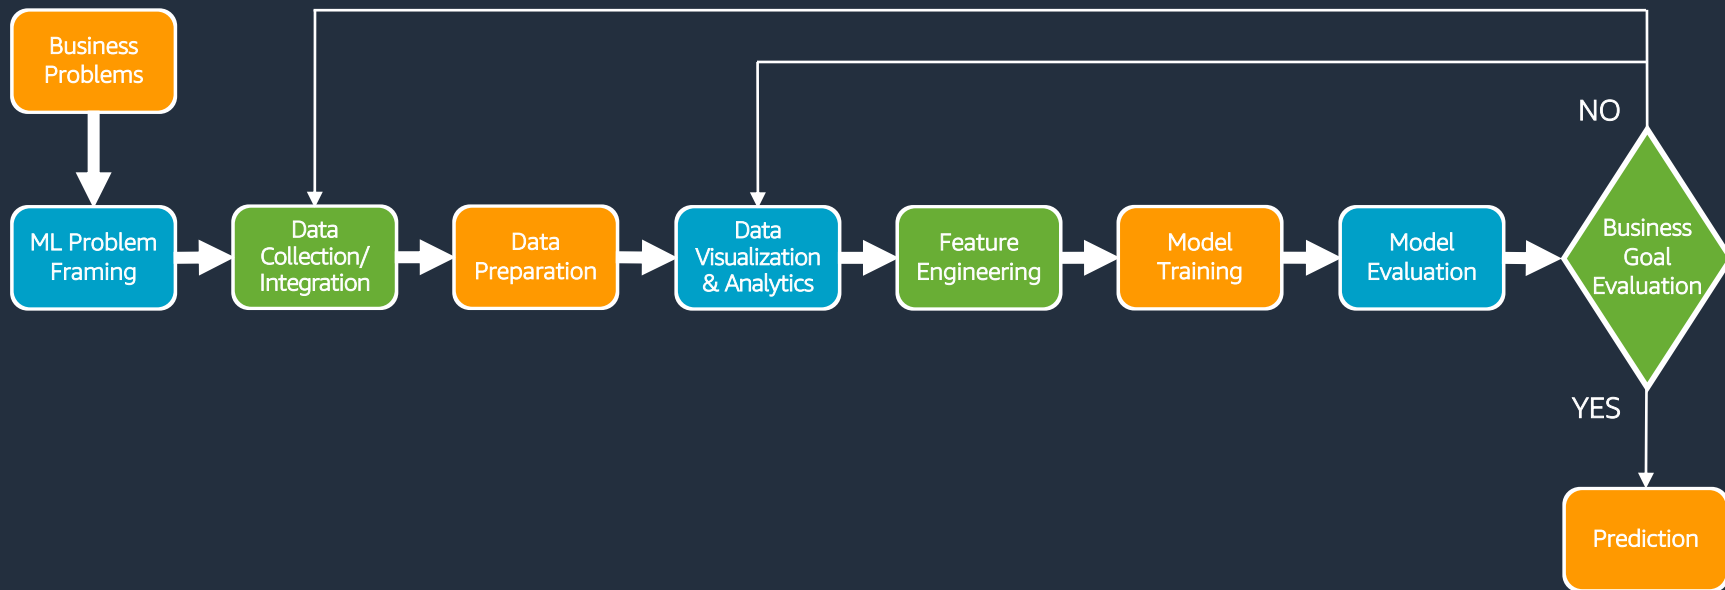 Business
Problems
NO
ML Problem
Framing
Data
Collection/
Integration
Data
Preparation
Data
Visualization
& Analytics
Feature
Engineering
Model
Training
Model
Evaluation
Business
Goal
Evaluation
YES
Prediction